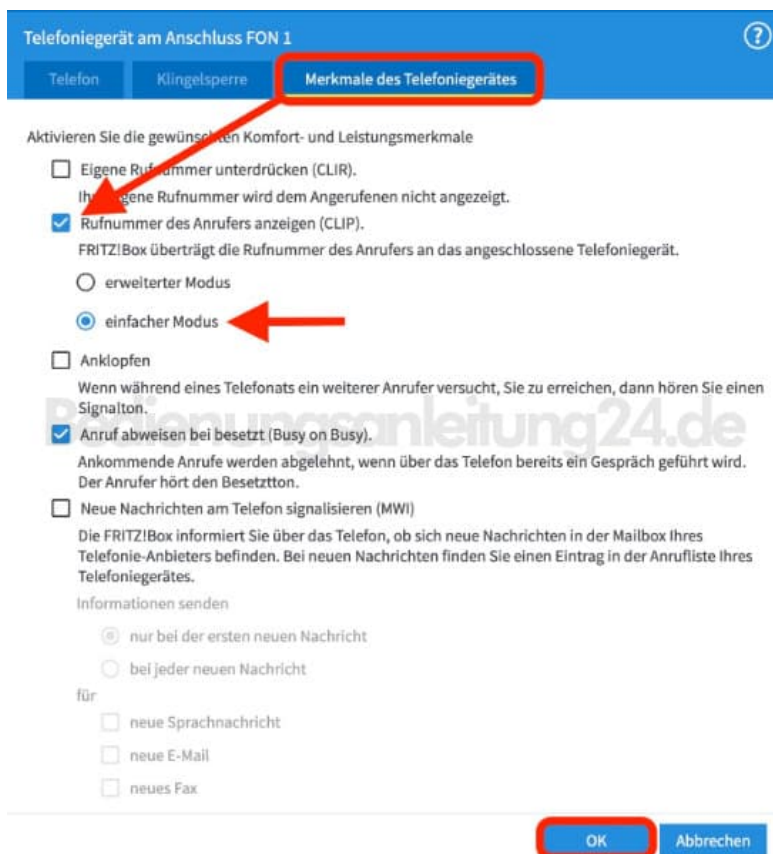 Telefoniegerät am Anschluss FON 1
?
Telefon
Klingelsperre
Merkmale des Telefoniegerätes
Aktivieren Sie die gewünschten Komfort- und Leistungsmerkmale
Eigene Rufnummer unterdrücken (CLIR).
Ihre eigene Rufnummer wird dem Angerufenen nicht angezeigt.
Rufnummer des Anrufers anzeigen (CLIP).
FRITZ!Box überträgt die Rufnummer des Anrufers an das angeschlossene Telefoniegerät.
erweiterter Modus
einfacher Modus
Anklopfen
Wenn während eines Telefonats ein weiterer Anrufer versucht, Sie zu erreichen, dann hören Sie einen
Signalton.
Bedienungsanleitung24.de
Anruf abweisen bei besetzt (Busy on Busy).
Ankommende Anrufe werden abgelehnt, wenn über das Telefon bereits ein Gespräch geführt wird.
Der Anrufer hört den Besetztton.
Neue Nachrichten am Telefon signalisieren (MWI)
Die FRITZ!Box informiert Sie über das Telefon, ob sich neue Nachrichten in der Mailbox Ihres
Telefonie-Anbieters befinden. Bei neuen Nachrichten finden Sie einen Eintrag in der Anrufliste Ihres
Telefoniegerätes.
Informationen senden
nur bei der ersten neuen Nachricht
bei jeder neuen Nachricht
für
neue Sprachnachricht
neue E-Mail
neues Fax
OK
Abbrechen